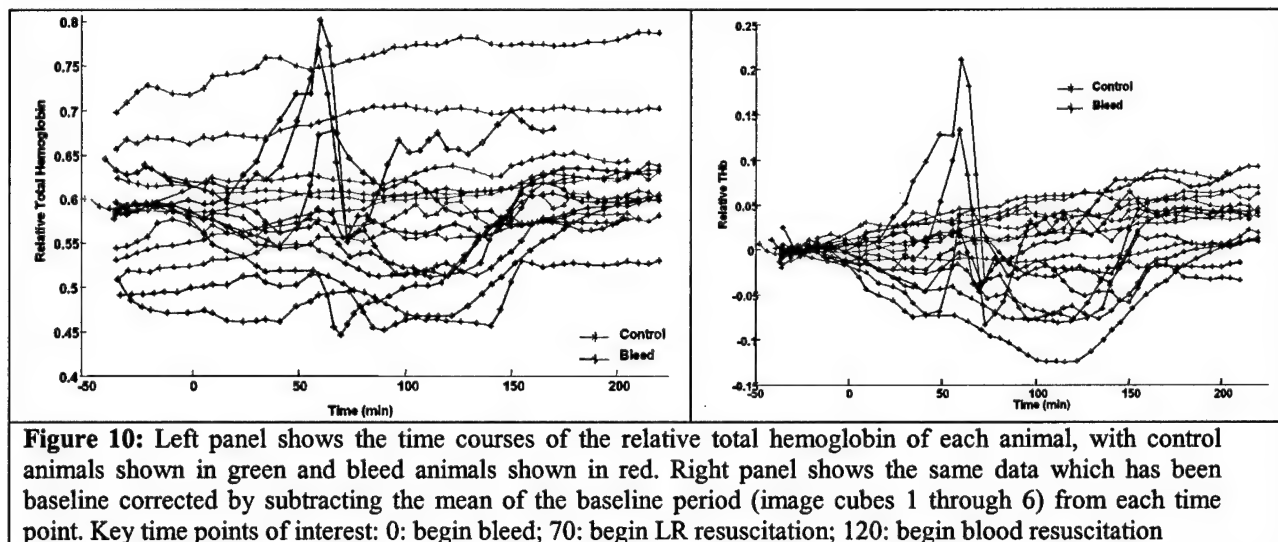 0.8
0.75
0.7
0.65
0.6
0.55
0.5
0.45
0.4
Relative Total Hemoglobin
Control
Bleed
-50
0
50
100
150
200
Time (min)
0.25
0.2
0.15
0.1
0.05
0
-0.05
-0.1
-0.15
Relative THb
Control
Bleed
-50
0
50
100
150
200
Time (min)
Figure 10: Left panel shows the time courses of the relative total hemoglobin of each animal, with control
animals shown in green and bleed animals shown in red. Right panel shows the same data which has been
baseline corrected by subtracting the mean of the baseline period (image cubes 1 through 6) from each time
point. Key time points of interest: 0: begin bleed; 70: begin LR resuscitation; 120: begin blood resuscitation